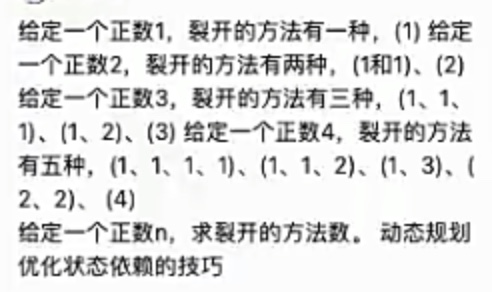 给定一个正数1，裂开的方法有一种，(1) 给定
一个正数2，裂开的方法有两种，(1和1)、(2)
给定一个正数3，裂开的方法有三种，(1、1、
1)、(1、2)、(3) 给定一个正数4，裂开的方法
有五种，(1、1、1、1)、(1、1、2)、(1、3)、(
2、2)、 (4)
给定一个正数n，求裂开的方法数。 动态规划
优化状态依赖的技巧